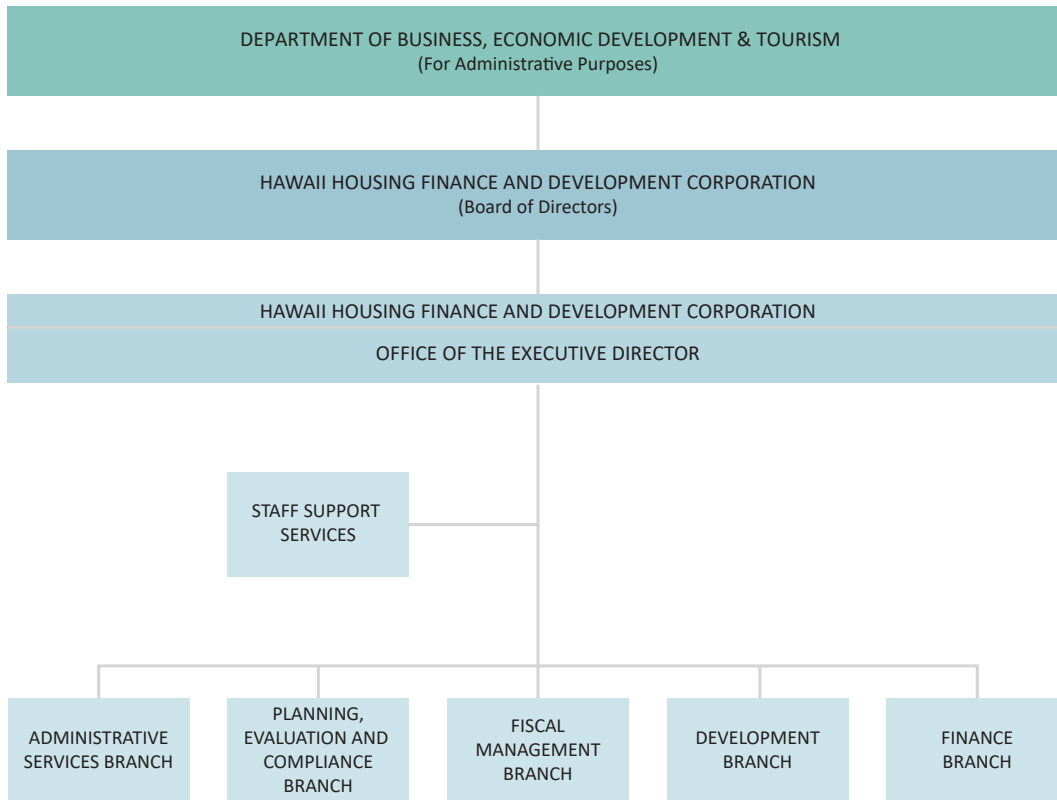 DEPARTMENT OF BUSINESS, ECONOMIC DEVELOPMENT & TOURISM
(For Administrative Purposes)
HAWAII HOUSING FINANCE AND DEVELOPMENT CORPORATION
(Board of Directors)
HAWAII HOUSING FINANCE AND DEVELOPMENT CORPORATION
OFFICE OF THE EXECUTIVE DIRECTOR
STAFF SUPPORT
SERVICES
ADMINISTRATIVE
SERVICES BRANCH
PLANNING,
EVALUATION AND
COMPLIANCE
BRANCH
FISCAL
MANAGEMENT
BRANCH
DEVELOPMENT
BRANCH
FINANCE
BRANCH